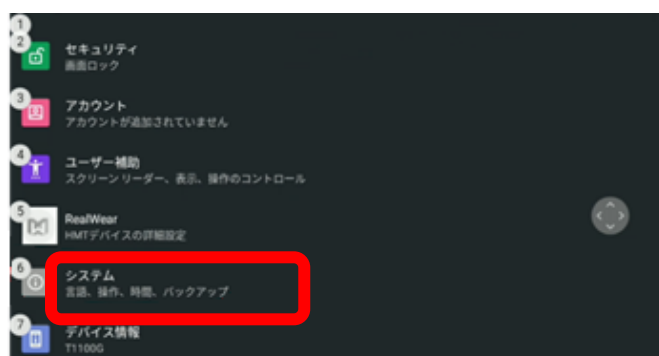 1
2
セキュリティ
画面ロック
3
アカウント
アカウントが追加されていません
4
ユーザー補助
スクリーン リーダー、表示、操作のコントロール
5
RealWear
HMTデバイスの詳細設定
6
システム
言語、操作、時間、バックアップ
7
デバイス情報
T1100G